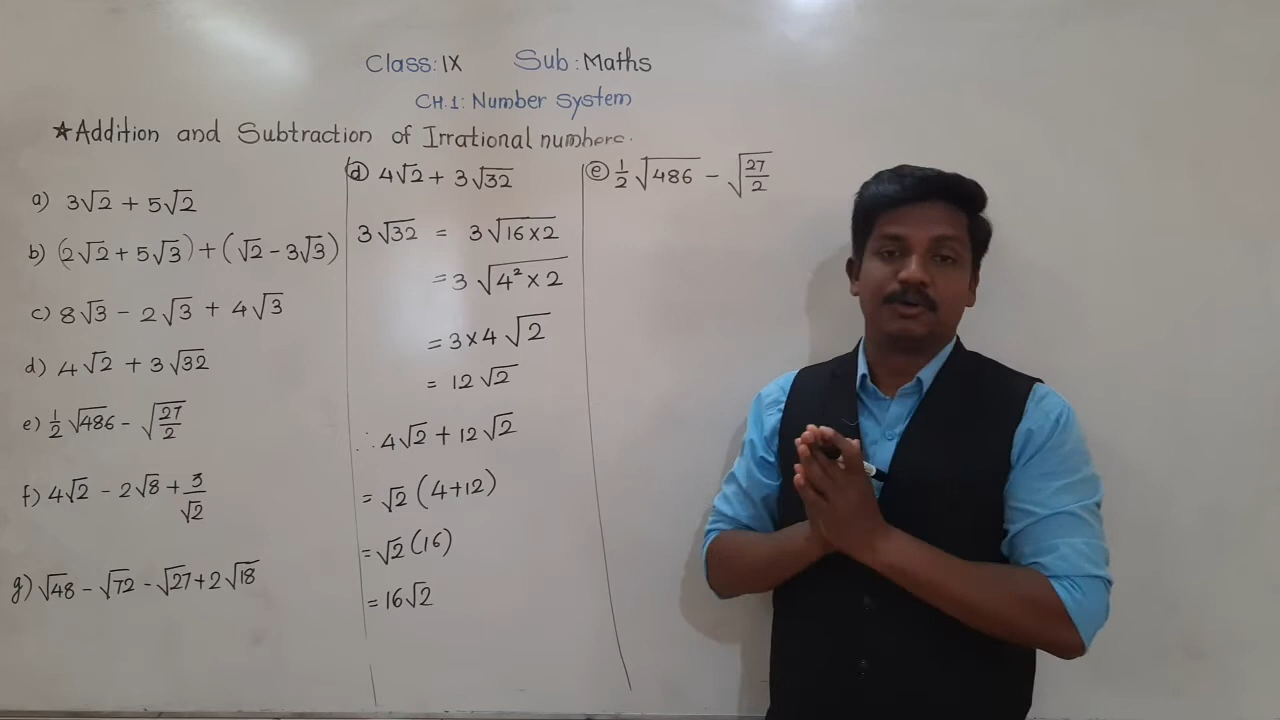 Class: IX Sub : Maths
CH.1: Number system
★Addition and Subtraction of Irrational numbers.
a) 3√2 + 5√2
b) (2√2 + 5√3) + (√2 - 3√3)
c) 8√3 - 2√3 + 4√3
d) 4√2 + 3√32
e) 1/2 √486 - √(27/2)
f) 4√2 - 2√8 + 3/√2
g) √48 - √72 - √27 + 2√18
ⓓ 4√2 + 3√32
3√32 = 3√(16×2)
= 3√(4²×2)
= 3×4√2
= 12√2
∴ 4√2 + 12√2
= √2 (4+12)
= √2 (16)
= 16√2
ⓔ 1/2 √486 - √(27/2)